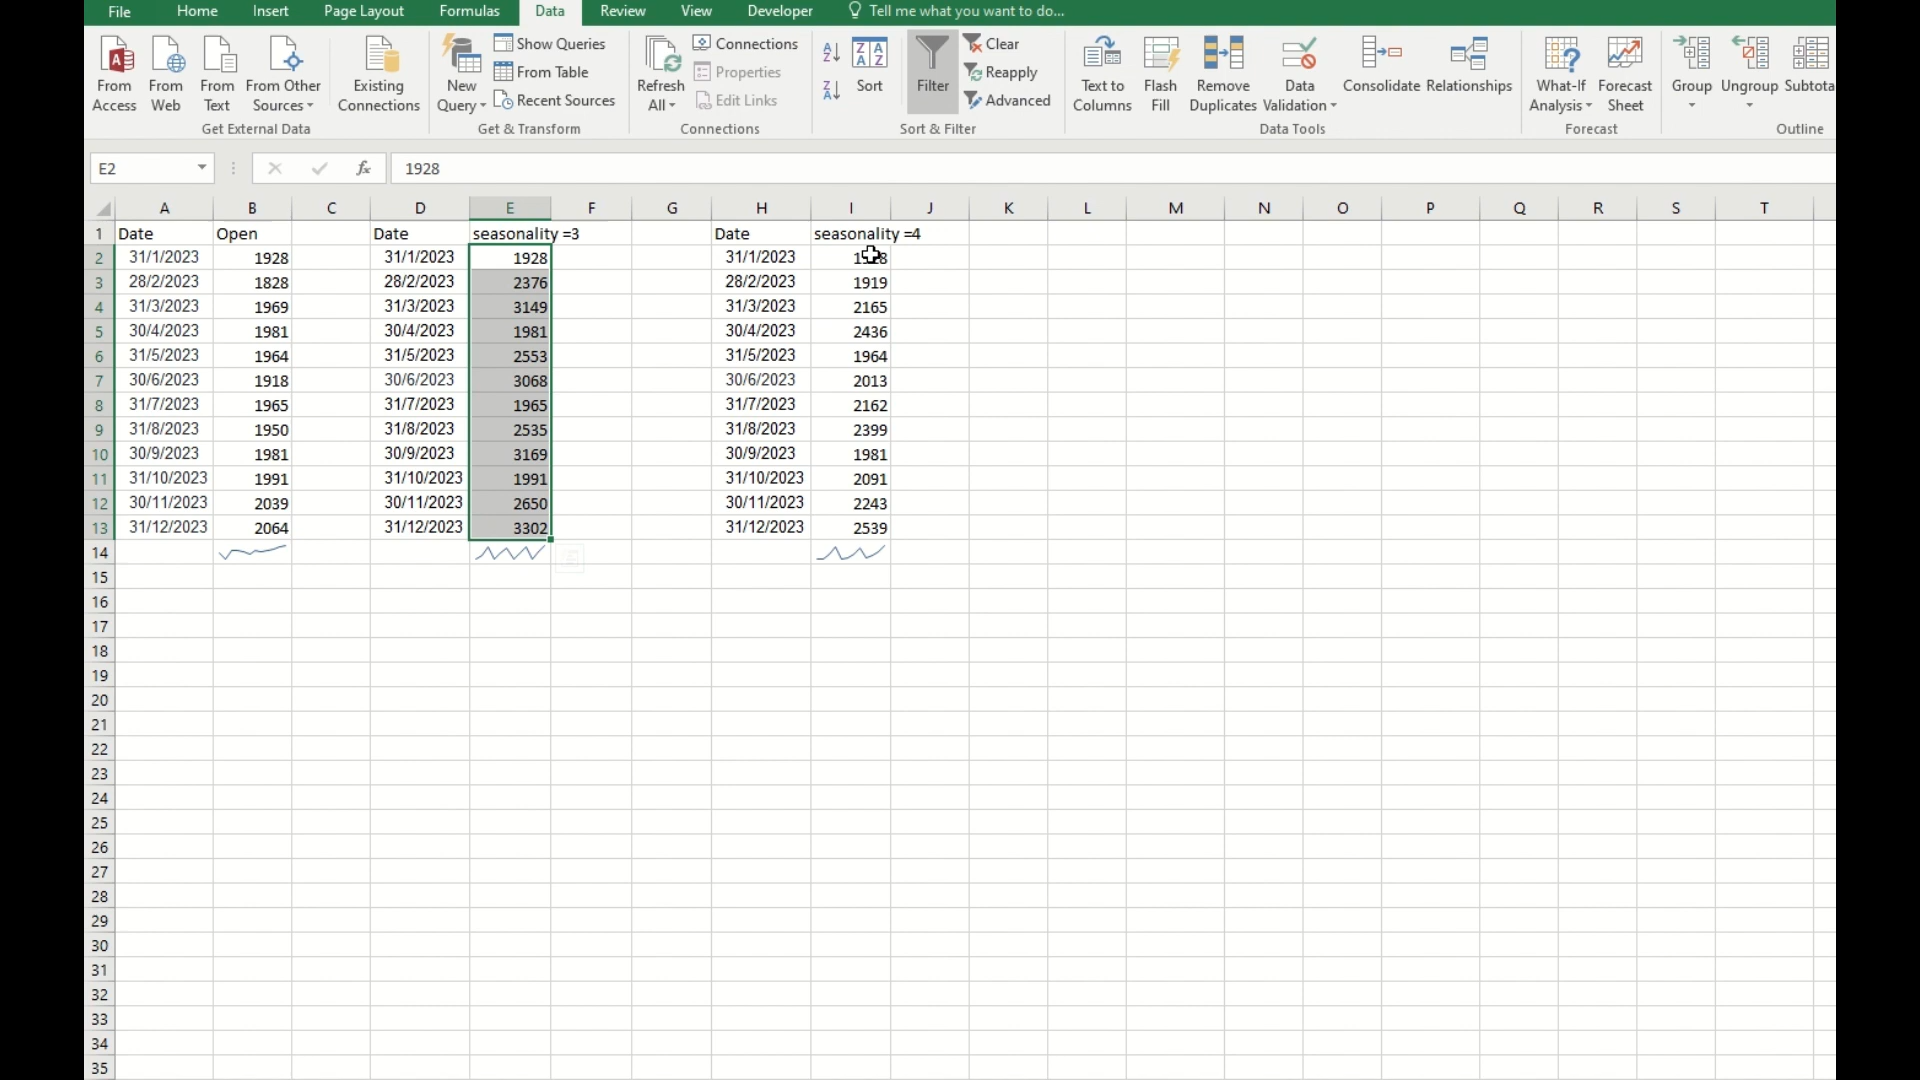 File Home Insert Page Layout Formulas Data Review View Developer Tell me what you want to do...
From Access From Web From Text From Other Sources Existing Connections New Query Show Queries From Table Recent Sources Refresh All Connections Properties Edit Links Sort Filter Clear Reapply Advanced Text to Columns Flash Fill Remove Duplicates Data Validation Consolidate Relationships What-If Analysis Forecast Sheet Group Ungroup Subtota
Get External Data Get & Transform Connections Sort & Filter Data Tools Forecast Outline
E2 fx 1928
A B C D E F G H I J K L M N O P Q R S T
1 Date Open Date seasonality =3 Date seasonality =4
2 31/1/2023 1928 31/1/2023 1928 31/1/2023
3 28/2/2023 1828 28/2/2023 2376 28/2/2023 1919
4 31/3/2023 1969 31/3/2023 3149 31/3/2023 2165
5 30/4/2023 1981 30/4/2023 1981 30/4/2023 2436
6 31/5/2023 1964 31/5/2023 2553 31/5/2023 1964
7 30/6/2023 1918 30/6/2023 3068 30/6/2023 2013
8 31/7/2023 1965 31/7/2023 1965 31/7/2023 2162
9 31/8/2023 1950 31/8/2023 2535 31/8/2023 2399
10 30/9/2023 1981 30/9/2023 3169 30/9/2023 1981
11 31/10/2023 1991 31/10/2023 1991 31/10/2023 2091
12 30/11/2023 2039 30/11/2023 2650 30/11/2023 2243
13 31/12/2023 2064 31/12/2023 3302 31/12/2023 2539
14
15
16
17
18
19
20
21
22
23
24
25
26
27
28
29
30
31
32
33
34
35